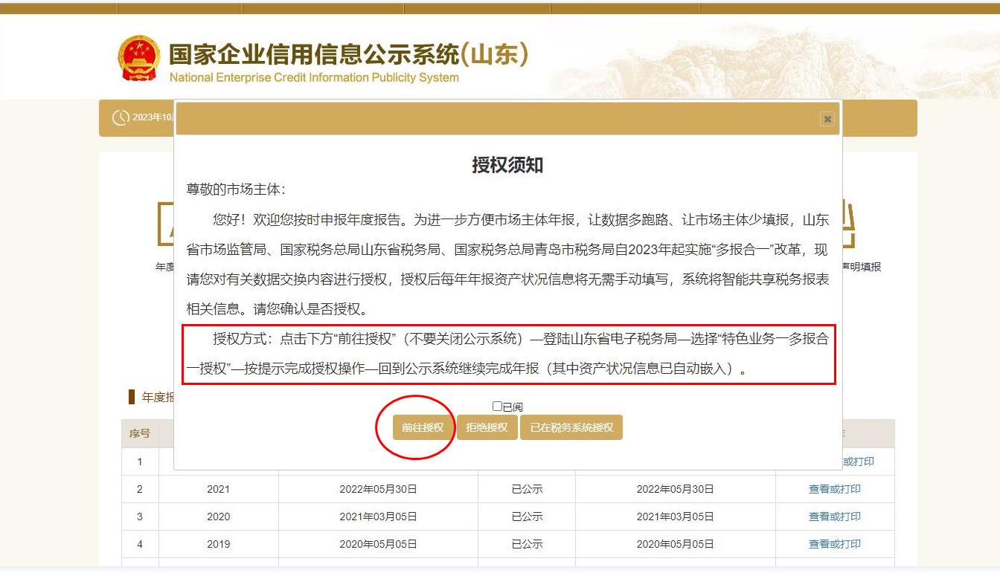 国家企业信用信息公示系统(山东)
National Enterprise Credit Information Publicity System
2023年10
授权须知
尊敬的市场主体：
您好！欢迎您按时申报年度报告。为进一步方便市场主体年报，让数据多跑路、让市场主体少填报，山东
省市场监管局、国家税务总局山东省税务局、国家税务总局青岛市税务局自2023年起实施“多报合一”改革，现
请您对有关数据交换内容进行授权，授权后每年年报资产状况信息将无需手动填写，系统将智能共享税务报表
相关信息。请您确认是否授权。
年度
声明填报
授权方式：点击下方“前往授权”（不要关闭公示系统）—登陆山东省电子税务局—选择“特色业务一多报合
一授权”—按提示完成授权操作—回到公示系统继续完成年报（其中资产状况信息已自动嵌入）。
年度报
已阅
前往授权 拒绝授权 已在税务系统授权
序号
1 或打印
2 2021 2022年05月30日 已公示 2022年05月30日 查看或打印
3 2020 2021年03月05日 已公示 2021年03月05日 查看或打印
4 2019 2020年05月05日 已公示 2020年05月05日 查看或打印